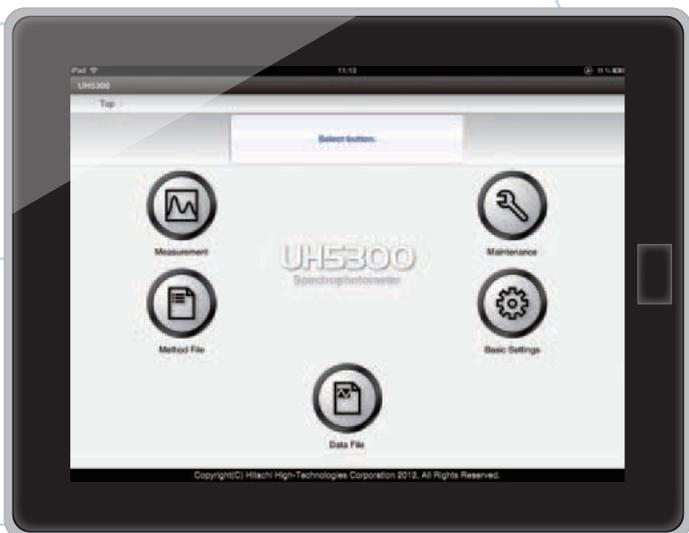 iPad 11:13 11 %
UH5300
Top
Select button.
Measurement
Maintenance
UH5300
Spectrophotometer
Method File
Basic Settings
Data File
Copyright(C) Hitachi High-Technologies Corporation 2012. All Rights Reserved.